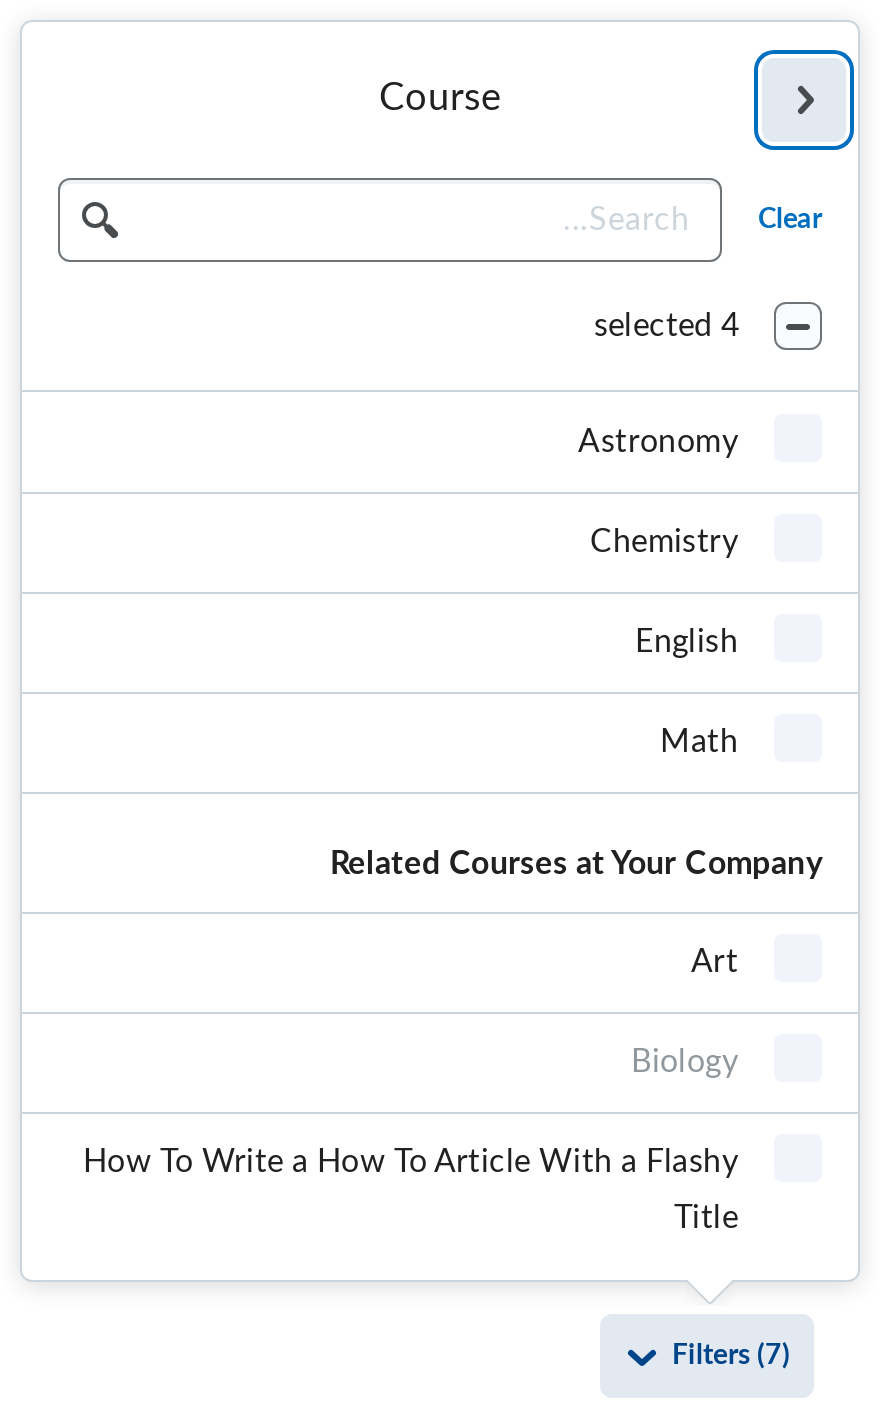 Course
...Search
Clear
selected 4
Astronomy
Chemistry
English
Math
Related Courses at Your Company
Art
Biology
How To Write a How To Article With a Flashy
Title
Filters (7)